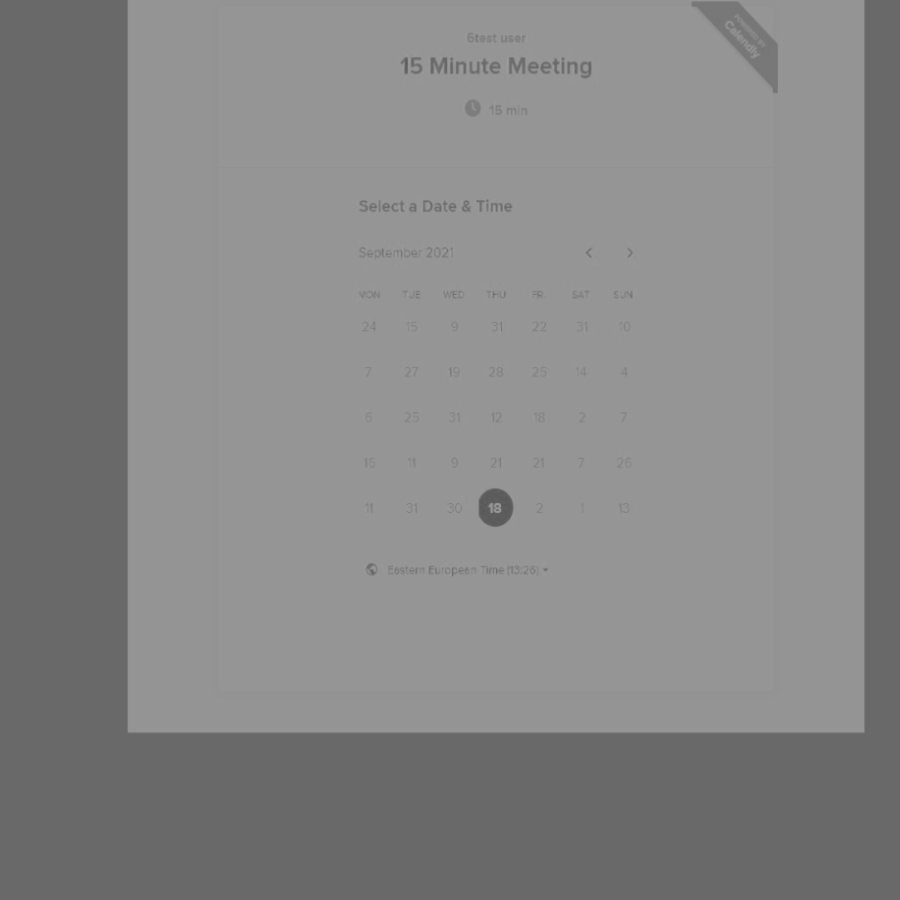 6test user
POWERED BY
Calendly
15 Minute Meeting
15 min
Select a Date & Time
September 2021
MON TUE WED THU FRI SAT SUN
24 15 9 31 22 31 10
7 27 19 28 25 14 4
6 25 31 12 18 2 7
16 11 9 21 21 7 26
11 31 30 18 2 1 13
Eastern European Time (13:26)